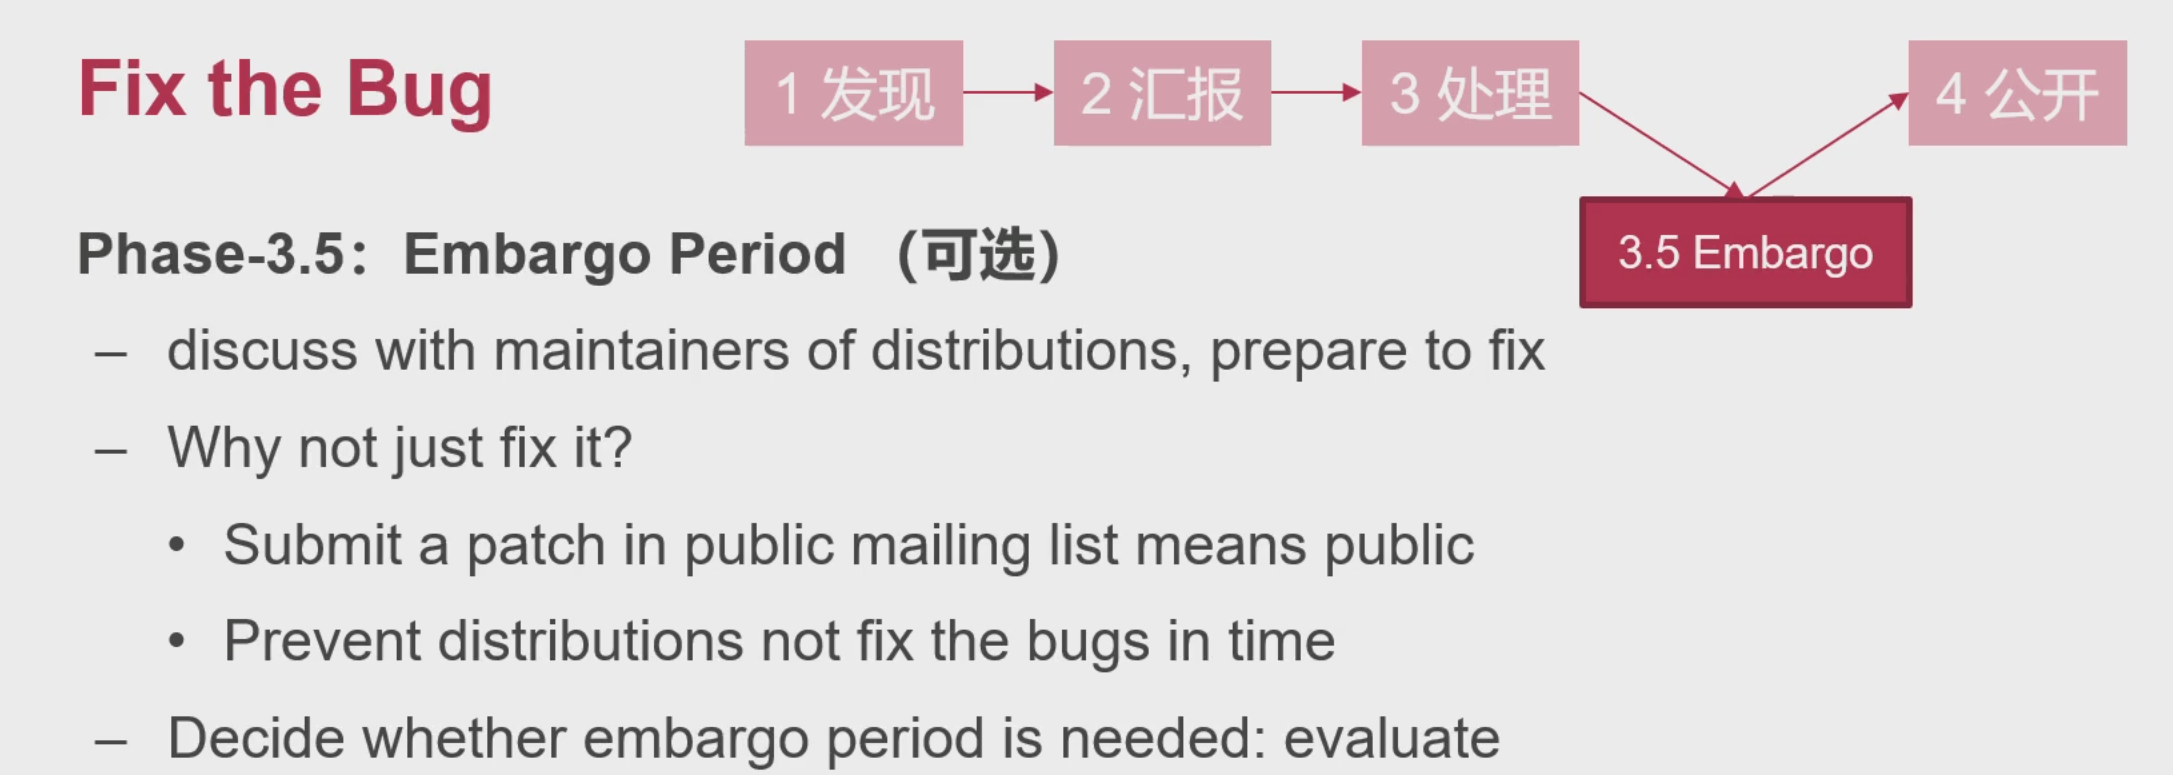 Fix the Bug
1 发现
2 汇报
3 处理
4 公开
3.5 Embargo
Phase-3.5：Embargo Period （可选）
– discuss with maintainers of distributions, prepare to fix
– Why not just fix it?
• Submit a patch in public mailing list means public
• Prevent distributions not fix the bugs in time
– Decide whether embargo period is needed: evaluate